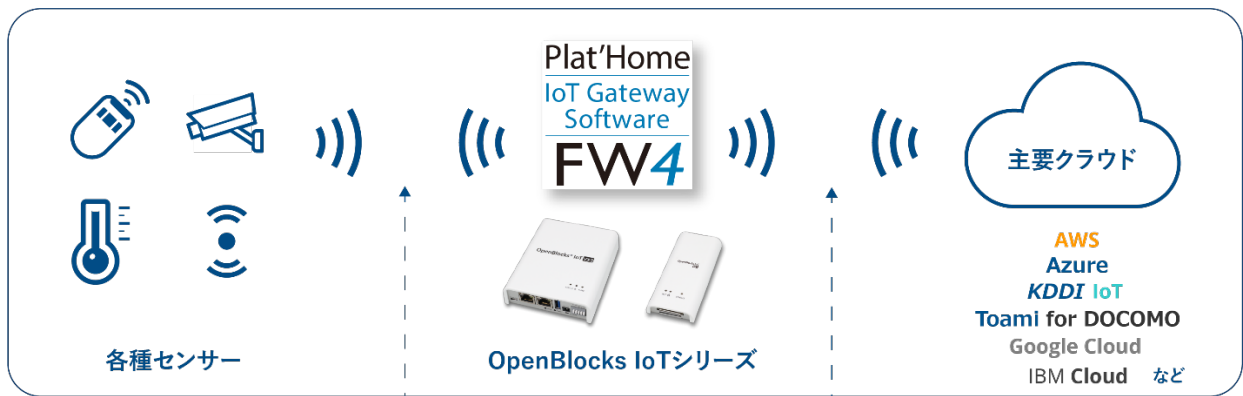 Plat'Home
IoT Gateway
Software
FW4
主要クラウド
AWS
Azure
KDDI IoT
Toami for DOCOMO
Google Cloud
IBM Cloud など
OpenBlocks® IoT
各種センサー
OpenBlocks IoTシリーズ